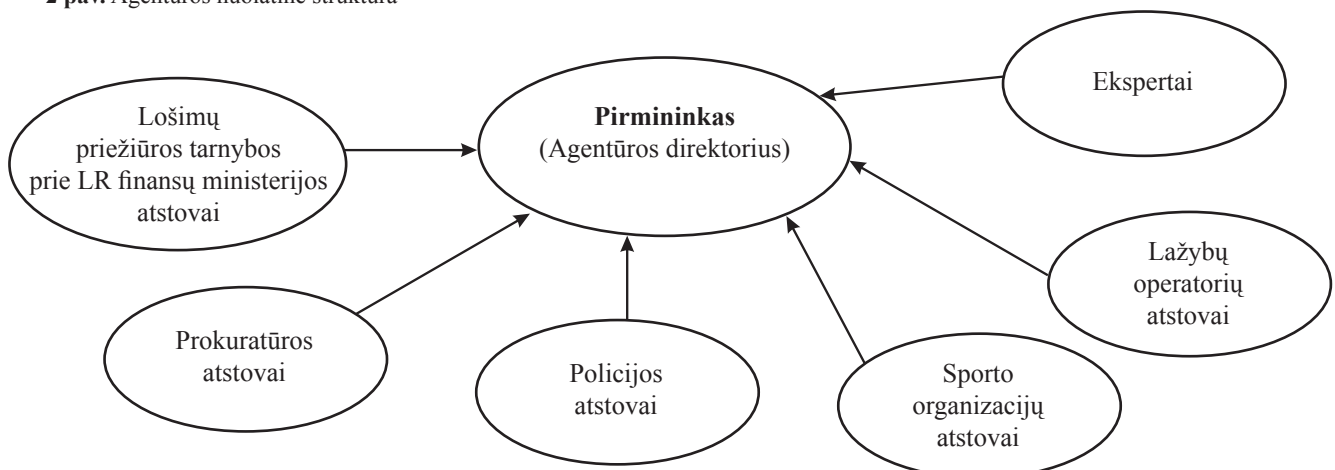 2 pav. Agentūros nuolatinė struktūra
Lošimų
priežiūros tarnybos
prie LR finansų ministerijos
atstovai
Pirmininkas
(Agentūros direktorius)
Ekspertai
Lažybų
operatorių
atstovai
Prokuratūros
atstovai
Policijos
atstovai
Sporto
organizacijų
atstovai